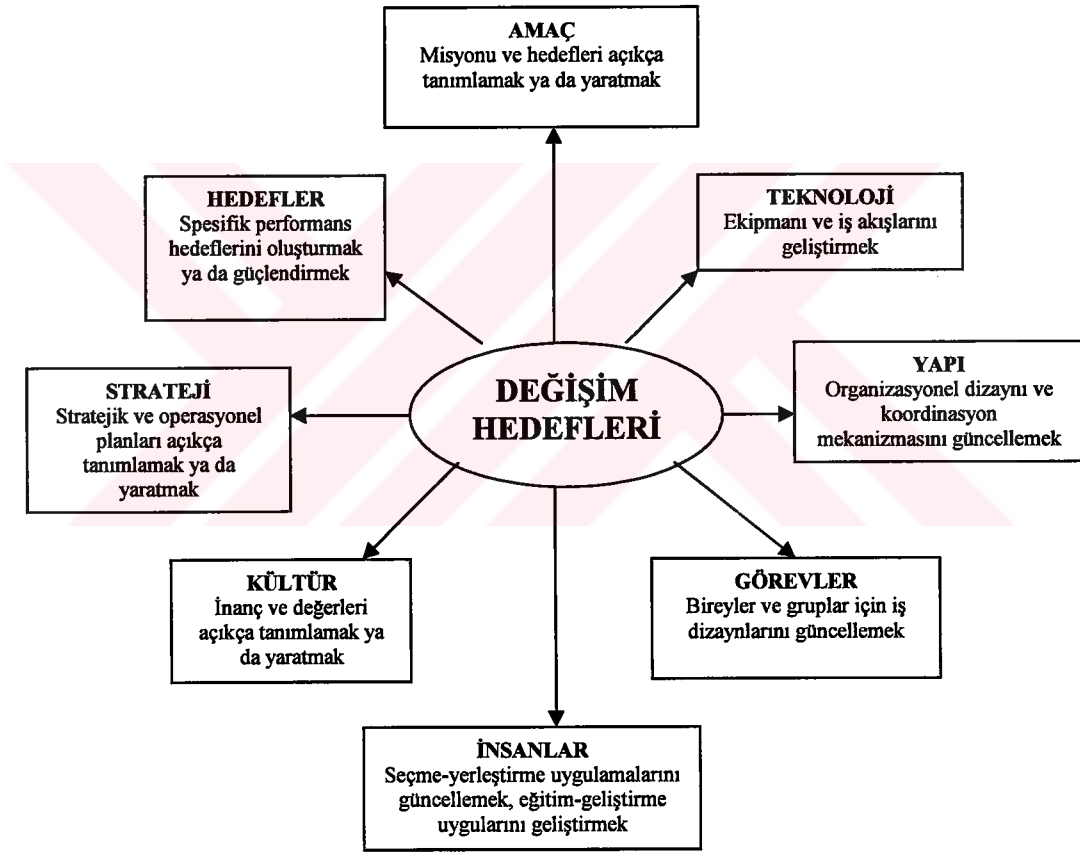 AMAÇ
Misyonu ve hedefleri açıkça
tanımlamak ya da yaratmak
HEDEFLER
Spesifik performans
hedeflerini oluşturmak
ya da güçlendirmek
TEKNOLOJİ
Ekipmanı ve iş akışlarını
geliştirmek
STRATEJİ
Stratejik ve operasyonel
planları açıkça
tanımlamak ya da
yaratmak
DEĞİŞİM
HEDEFLERİ
YAPI
Organizasyonel dizaynı ve
koordinasyon
mekanizmasını güncellemek
KÜLTÜR
İnanç ve değerleri
açıkça tanımlamak ya
da yaratmak
GÖREVLER
Bireyler ve gruplar için iş
dizaynlarını güncellemek
İNSANLAR
Seçme-yerleştirme uygulamalarını
güncellemek, eğitim-geliştirme
uygularını geliştirmek